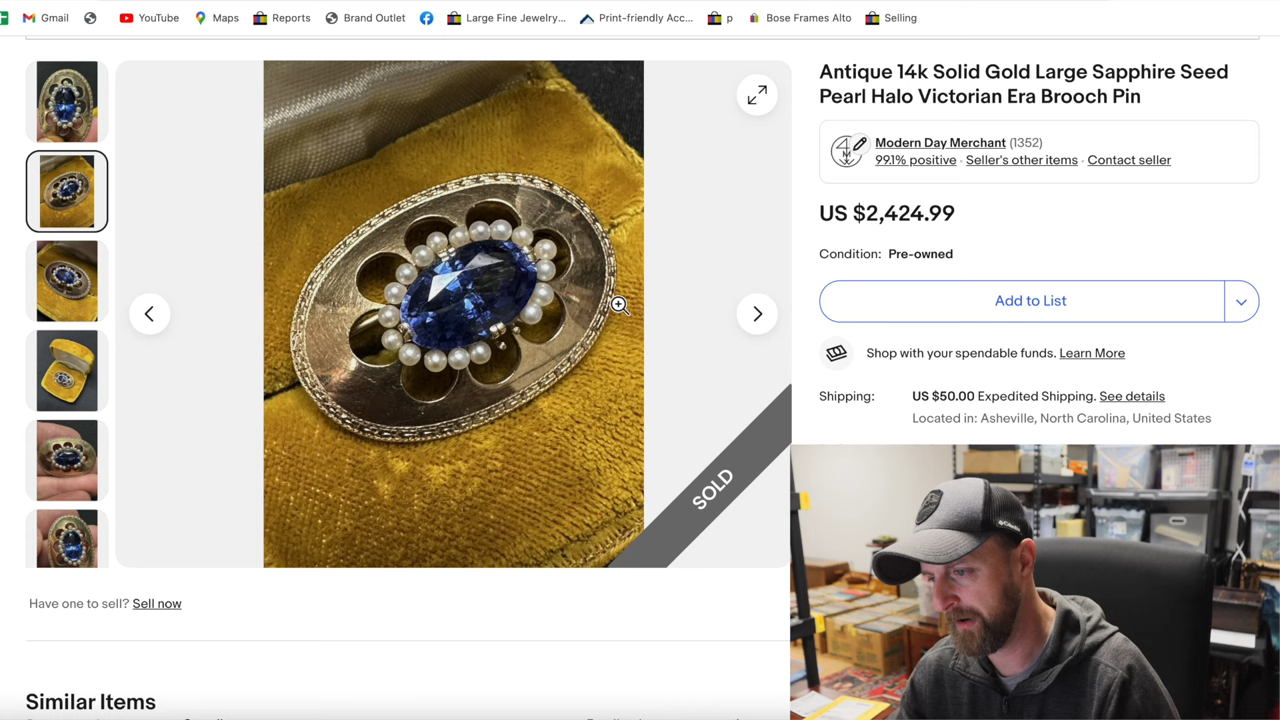 Gmail
YouTube
Maps
Reports
Brand Outlet
Large Fine Jewelry...
Print-friendly Acc...
p
Bose Frames Alto
Selling
Antique 14k Solid Gold Large Sapphire Seed
Pearl Halo Victorian Era Brooch Pin
Modern Day Merchant (1352)
99.1% positive · Seller's other items · Contact seller
US $2,424.99
Condition: Pre-owned
Add to List
Shop with your spendable funds. Learn More
Shipping: US $50.00 Expedited Shipping. See details
Located in: Asheville, North Carolina, United States
SOLD
Columbia
Have one to sell? Sell now
Similar Items